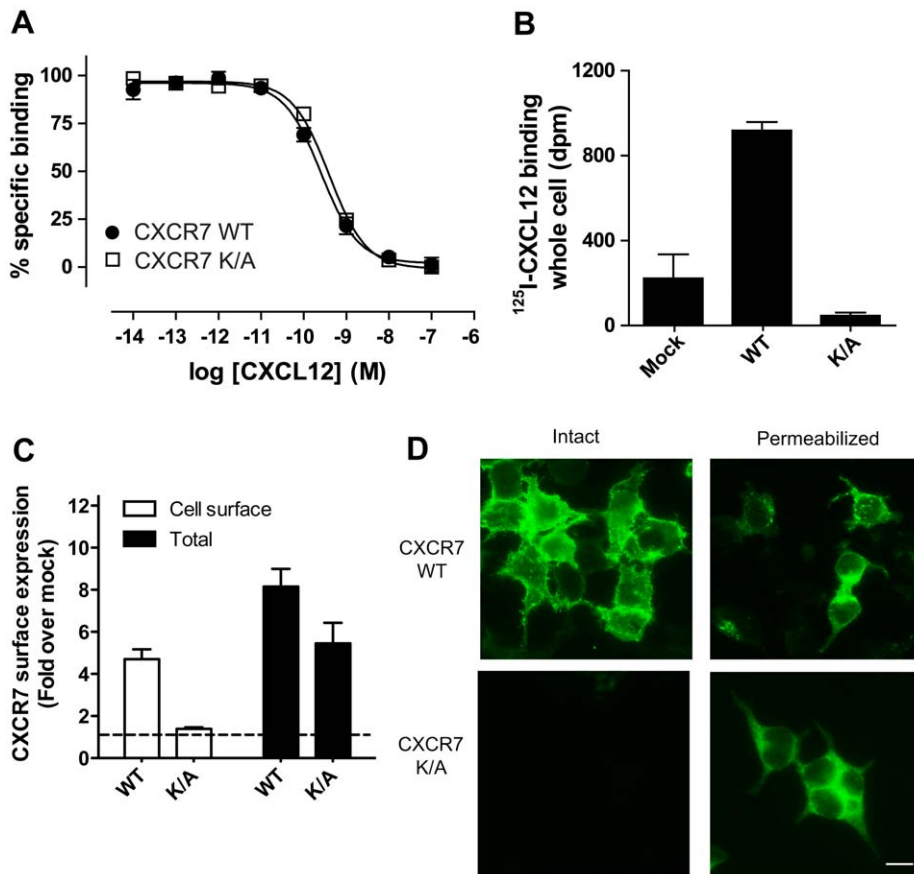 A
% specific binding
100
75
50
25
0
CXCR7 WT
CXCR7 K/A
-14 -13 -12 -11 -10 -9 -8 -7 -6
log [CXCL12] (M)
B
¹²⁵I-CXCL12 binding
whole cell (dpm)
1200
800
400
0
Mock WT K/A
C
CXCR7 surface expression
(Fold over mock)
12
10
8
6
4
2
0
Cell surface
Total
WT K/A WT K/A
D
Intact Permeabilized
CXCR7
WT
CXCR7
K/A